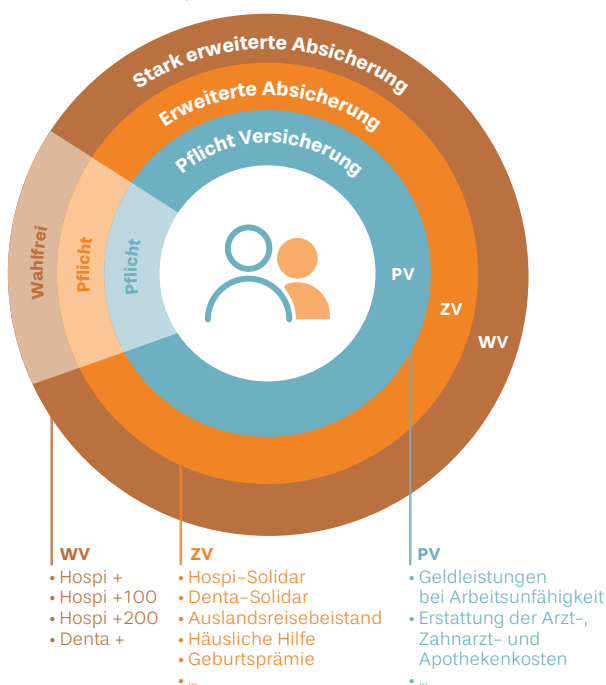 Stark erweiterte Absicherung
Erweiterte Absicherung
Pflicht Versicherung
Wahlfrei
Pflicht
Pflicht
PV
ZV
WV
WV
• Hospi +
• Hospi +100
• Hospi +200
• Denta +
ZV
• Hospi-Solidar
• Denta-Solidar
• Auslandsreisebeistand
• Häusliche Hilfe
• Geburtsprämie
• ...
PV
• Geldleistungen
bei Arbeitsunfähigkeit
• Erstattung der Arzt-,
Zahnarzt- und
Apothekenkosten
• ...